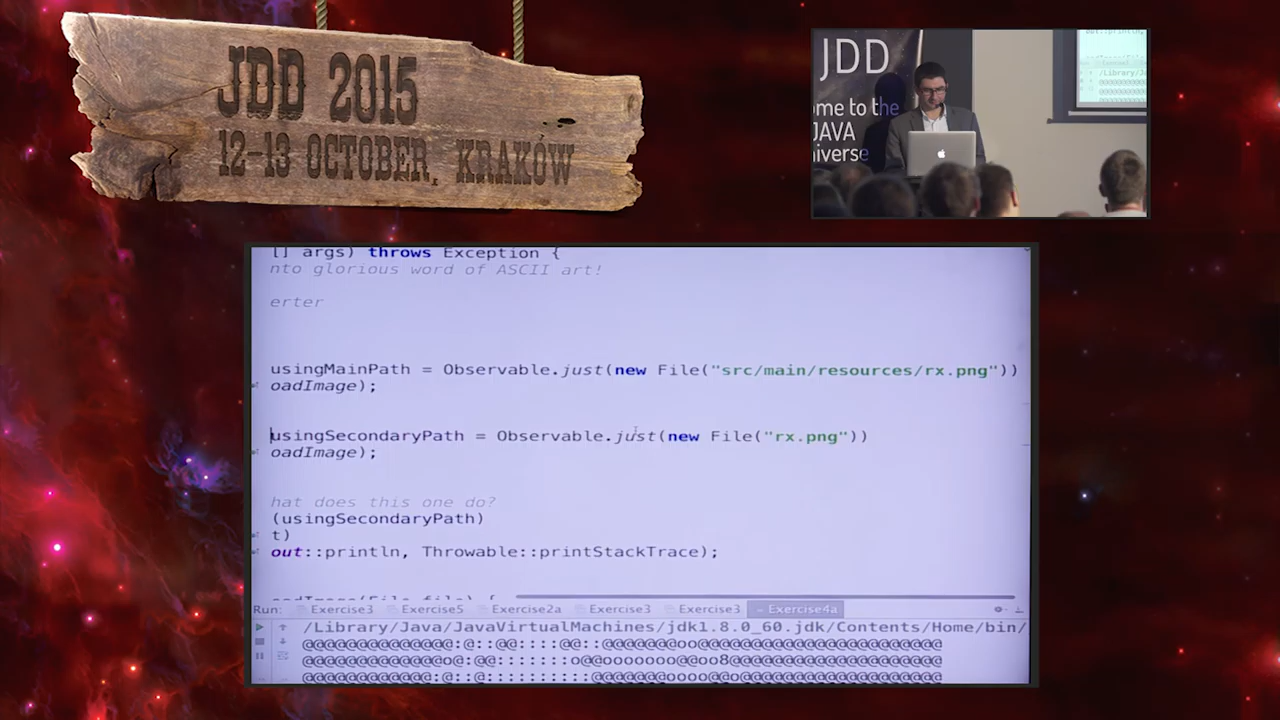 JDD 2015
12-13 OCTOBER, KRAKÓW
JDD
ome to the
JAVA
niverse
[] args) throws Exception {
nto glorious word of ASCII art!
erter
usingMainPath = Observable.just(new File("src/main/resources/rx.png"))
oadImage);
usingSecondaryPath = Observable.just(new File("rx.png"))
oadImage);
hat does this one do?
(usingSecondaryPath)
t)
out::println, Throwable::printStackTrace);
Run: Exercise3 Exercise5 Exercise2a Exercise3 Exercise3 Exercise4a
/Library/Java/JavaVirtualMachines/jdk1.8.0_60.jdk/Contents/Home/bin/